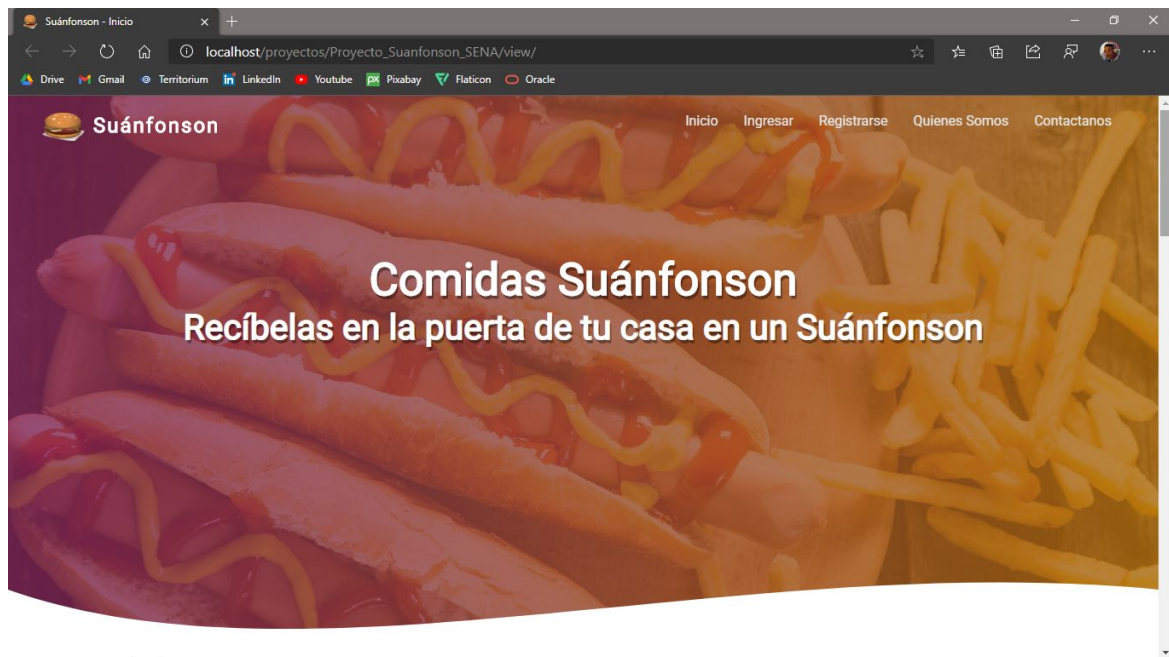 Suánfonson - Inicio
localhost/proyectos/Proyecto_Suanfonson_SENA/view/
Drive Gmail Territorium LinkedIn Youtube Pixabay Flaticon Oracle
Suánfonson Inicio Ingresar Registrarse Quienes Somos Contactanos
Comidas Suánfonson
Recíbelas en la puerta de tu casa en un Suánfonson